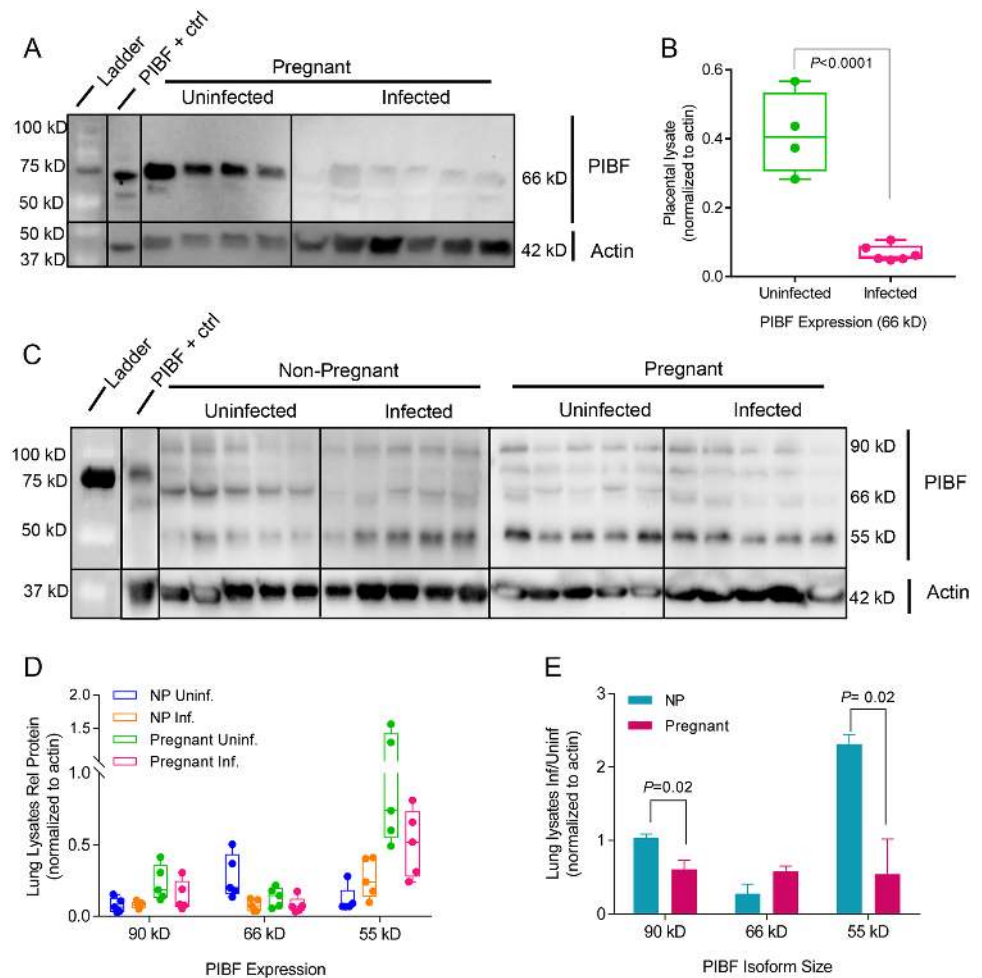 A
Ladder
PIBF + ctrl
Pregnant
Uninfected
Infected
100 kD
75 kD
50 kD
50 kD
37 kD
66 kD
42 kD
PIBF
Actin
B
P<0.0001
Placental lysate
(normalized to actin)
0.6
0.4
0.2
0.0
Uninfected
Infected
PIBF Expression (66 kD)
C
Ladder
PIBF + ctrl
Non-Pregnant
Pregnant
Uninfected
Infected
Uninfected
Infected
100 kD
75 kD
50 kD
37 kD
90 kD
66 kD
55 kD
42 kD
PIBF
Actin
D
Lung Lysates Rel Protein
(normalized to actin)
2.0
1.5
1.0
0.5
0.0
NP Uninf.
NP Inf.
Pregnant Uninf.
Pregnant Inf.
90 kD
66 kD
55 kD
PIBF Expression
E
Lung lysates Inf/Uninf
(normalized to actin)
3
2
1
0
NP
Pregnant
P=0.02
P= 0.02
90 kD
66 kD
55 kD
PIBF Isoform Size